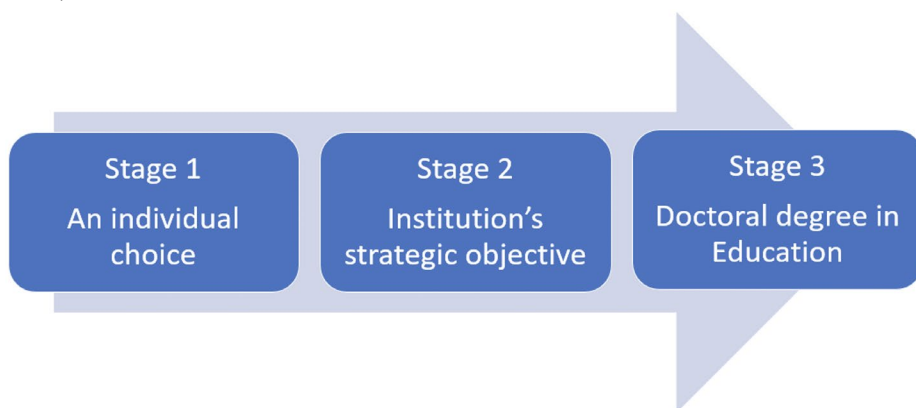 Stage 1
An individual
choice
Stage 2
Institution’s
strategic objective
Stage 3
Doctoral degree in
Education